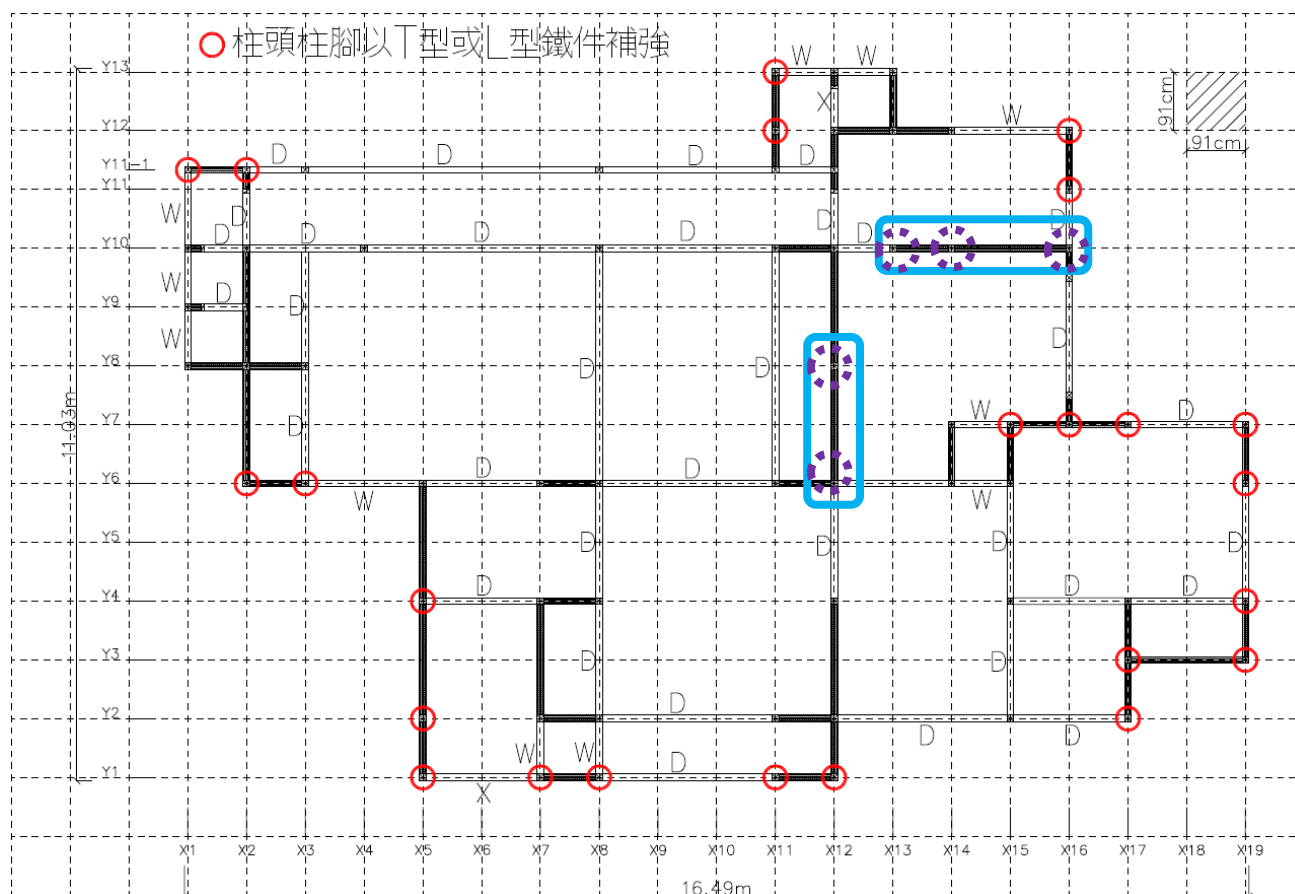 ○ 柱頭柱腳以T型或L型鐵件補強
W W
Y13
X
91cm
91cm
Y12
W
D D D D
Y11-1
Y11
W D D D
D D D D D
Y10
W D D
Y9
W D D D
Y8
Y7
D W D
D D
Y6
W W
Y5
D D D D
D D D
Y4
Y3
D D
D
Y2
D D
W W D
Y1
X
11.03m
X1 X2 X3 X4 X5 X6 X7 X8 X9 X10 X11 X12 X13 X14 X15 X16 X17 X18 X19
16.49m